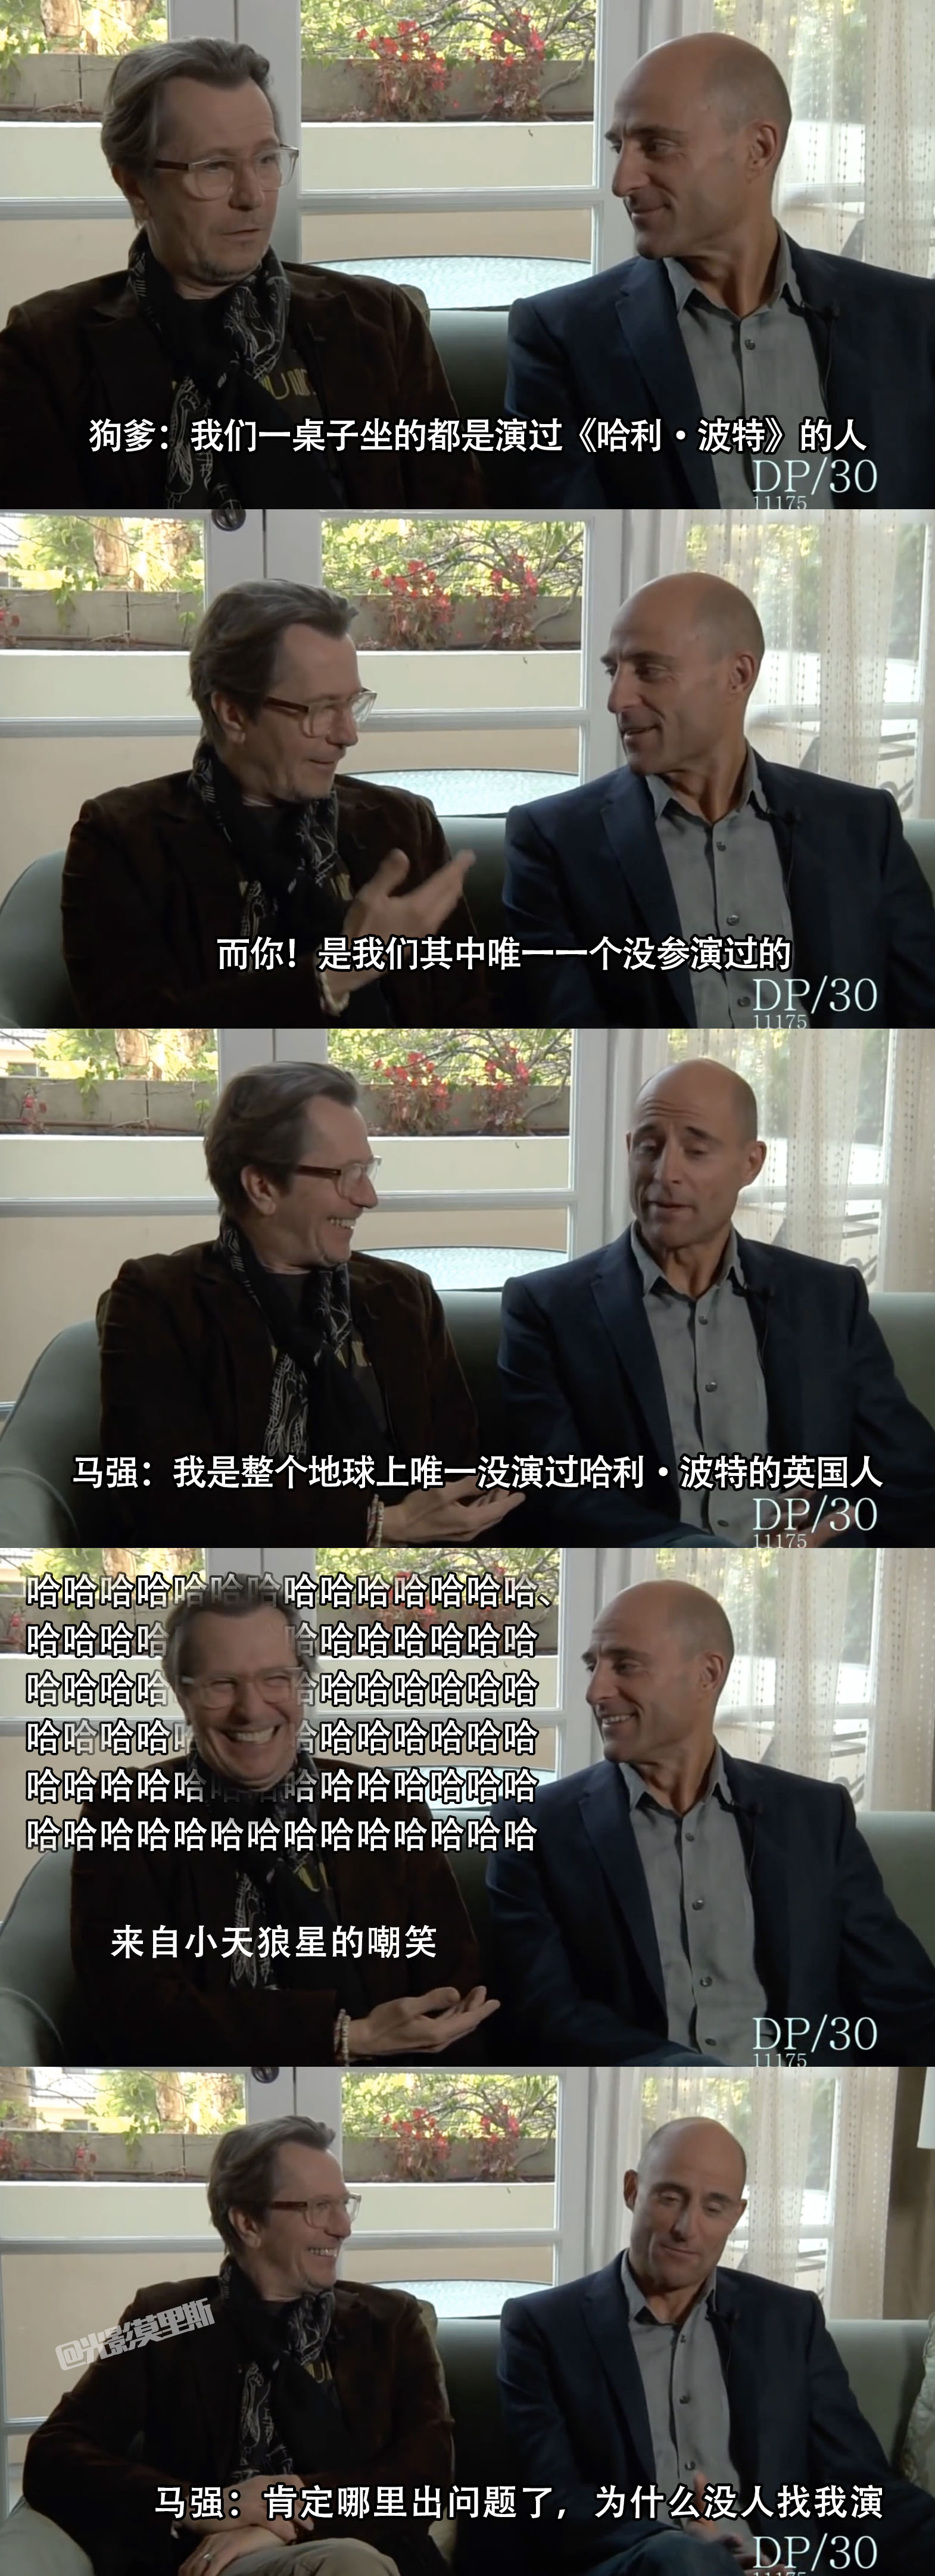 狗爹：我们一桌子坐的都是演过《哈利·波特》的人
DP/30
11175
而你！是我们其中唯一一个没参演过的
DP/30
11175
马强：我是整个地球上唯一没演过哈利·波特的英国人
DP/30
11175
哈哈哈哈哈哈哈哈哈哈哈哈哈哈、
哈哈哈哈哈哈哈哈哈哈哈
哈哈哈哈哈哈哈哈哈哈哈
哈哈哈哈哈哈哈哈哈哈哈
哈哈哈哈哈哈哈哈哈哈哈哈哈哈
哈哈哈哈哈哈哈哈哈哈哈哈哈哈
来自小天狼星的嘲笑
DP/30
11175
@光影莫里斯
马强：肯定哪里出问题了，为什么没人找我演
DP/30
11175